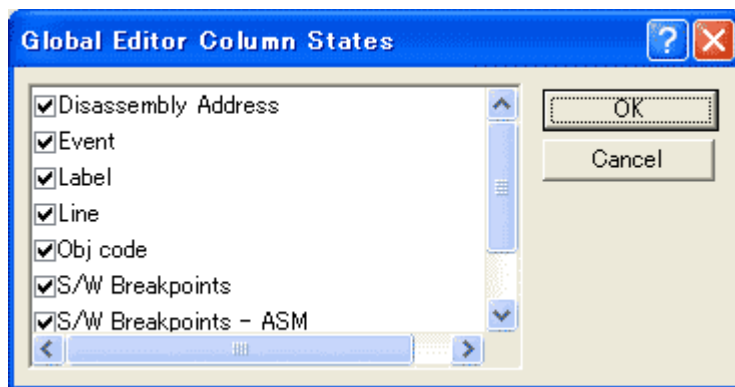 Global Editor Column States
Disassembly Address
Event
Label
Line
Obj code
S/W Breakpoints
S/W Breakpoints - ASM
OK
Cancel